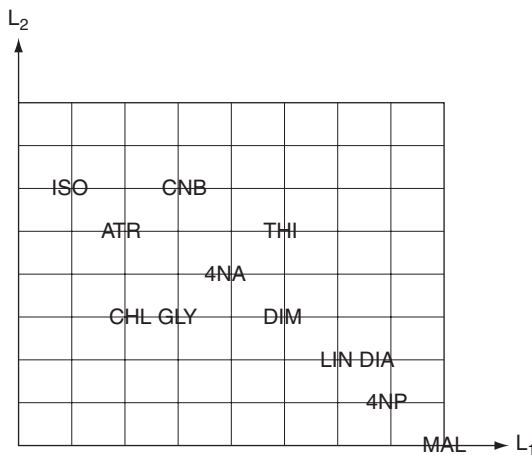 L₂
ISO CNB
ATR THI
4NA
CHL GLY DIM
LIN DIA
4NP
MAL L₁